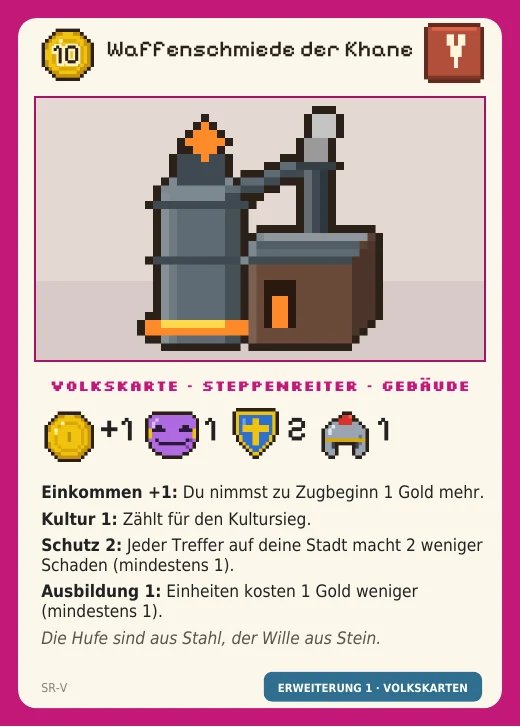 10 Waffenschmiede der Khane
VOLKSKARTE · STEPPENREITER · GEBÄUDE
+1 1 2 1
Einkommen +1: Du nimmst zu Zugbeginn 1 Gold mehr.
Kultur 1: Zählt für den Kultursieg.
Schutz 2: Jeder Treffer auf deine Stadt macht 2 weniger
Schaden (mindestens 1).
Ausbildung 1: Einheiten kosten 1 Gold weniger
(mindestens 1).
Die Hufe sind aus Stahl, der Wille aus Stein.
SR-V
ERWEITERUNG 1 · VOLKSKARTEN